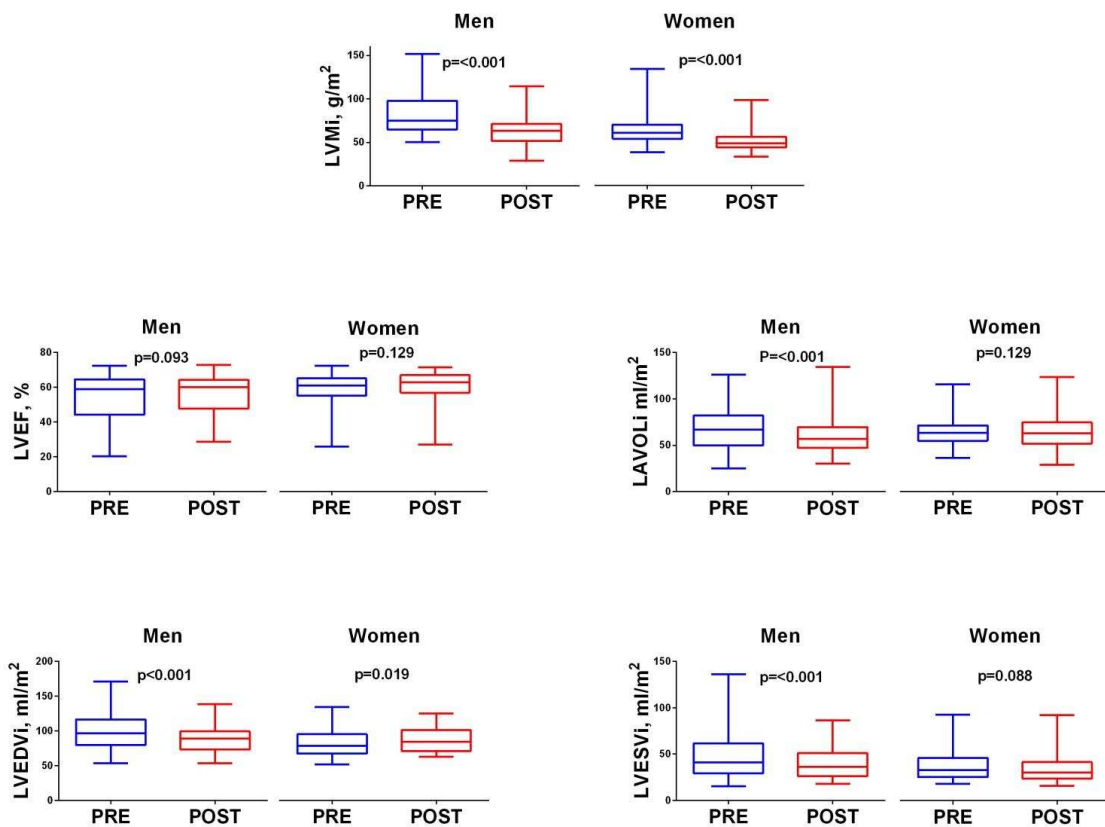 Men Women
p=<0.001 p=<0.001
LVMi, g/m²
150
100
50
0
PRE POST PRE POST
Men Women
p=0.093 p=0.129
LVEF, %
80
60
40
20
0
PRE POST PRE POST
Men Women
P=<0.001 p=0.129
LAVOLi ml/m²
150
100
50
0
PRE POST PRE POST
Men Women
p<0.001 p=0.019
LVEDVi, ml/m²
200
150
100
50
0
PRE POST PRE POST
Men Women
p=<0.001 p=0.088
LVESVi, ml/m²
150
100
50
0
PRE POST PRE POST